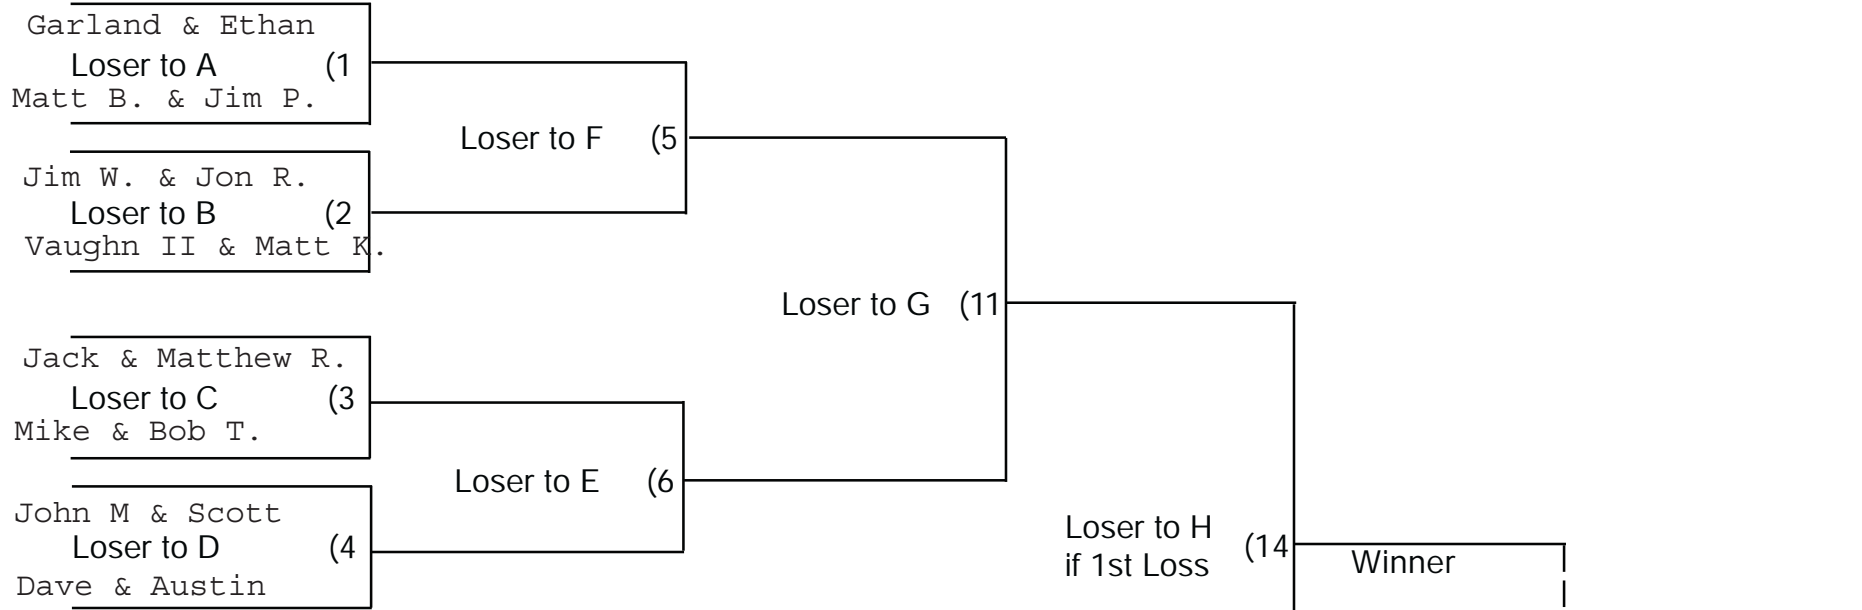 Garland & Ethan
Loser to A (1
Matt B. & Jim P.
Loser to F (5
Jim W. & Jon R.
Loser to B (2
Vaughn II & Matt K.
Loser to G (11
Jack & Matthew R.
Loser to C (3
Mike & Bob T.
Loser to E (6
John M & Scott
Loser to D (4
Dave & Austin
Loser to H
if 1st Loss (14
Winner